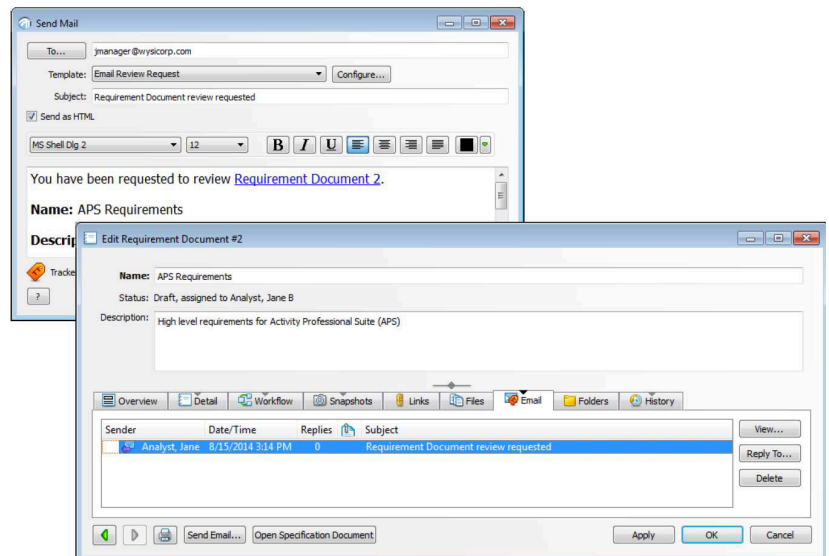 Send Mail
To... jmanager@wysicorp.com
Template: Email Review Request Configure...
Subject: Requirement Document review requested
Send as HTML
MS Shell Dlg 2 12 B I U
You have been requested to review Requirement Document 2.
Name: APS Requirements
Descrip
Tracke
?
Edit Requirement Document #2
Name: APS Requirements
Status: Draft, assigned to Analyst, Jane B
Description: High level requirements for Activity Professional Suite (APS)
Overview Detail Workflow Snapshots Links Files Email Folders History
Sender Date/Time Replies Subject View...
Analyst, Jane 8/15/2014 3:14 PM 0 Requirement Document review requested
Reply To...
Delete
Send Email... Open Specification Document Apply OK Cancel